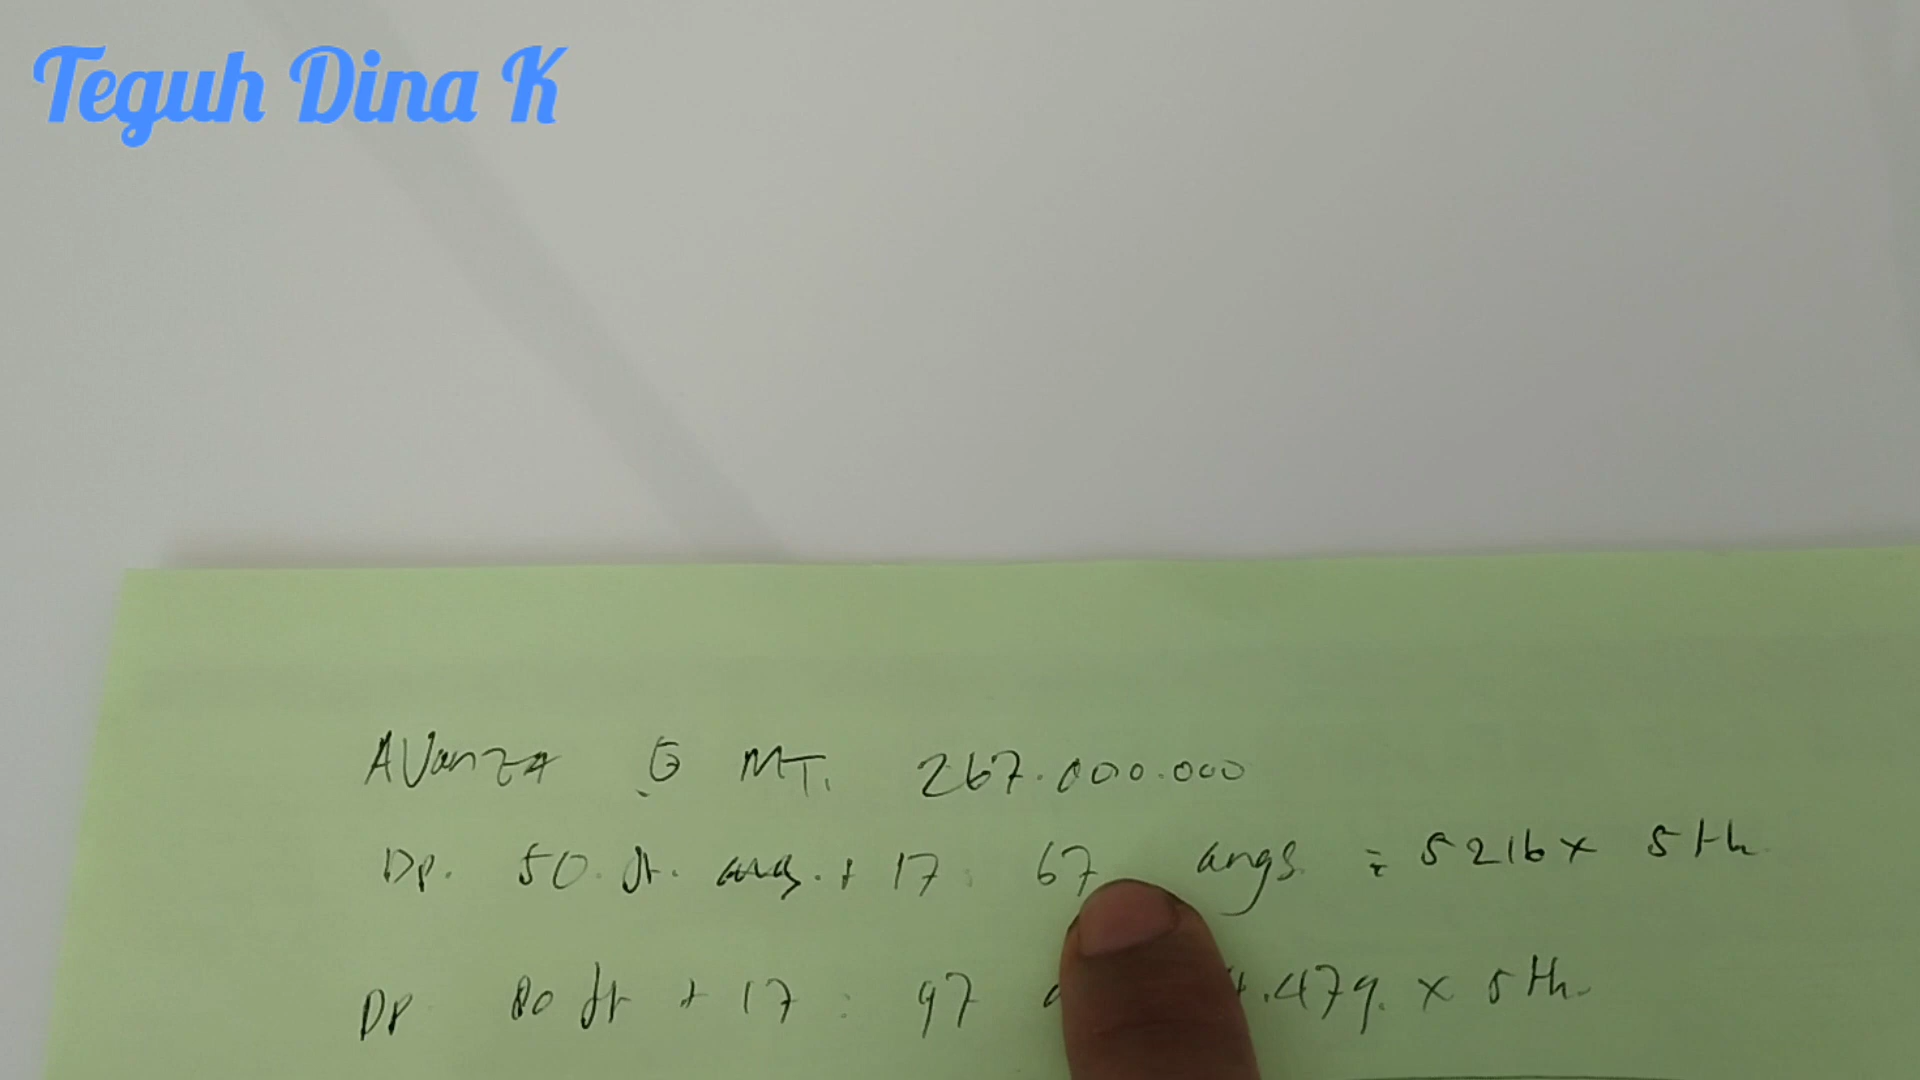 Teguh Dina K
AVanza G MT. 267.000.000
Dp. 50. Jt. angs. + 17 : 67 angs = 5216 x 5 th
DP 80 Jt + 17 : 97 .479. x 5 th.